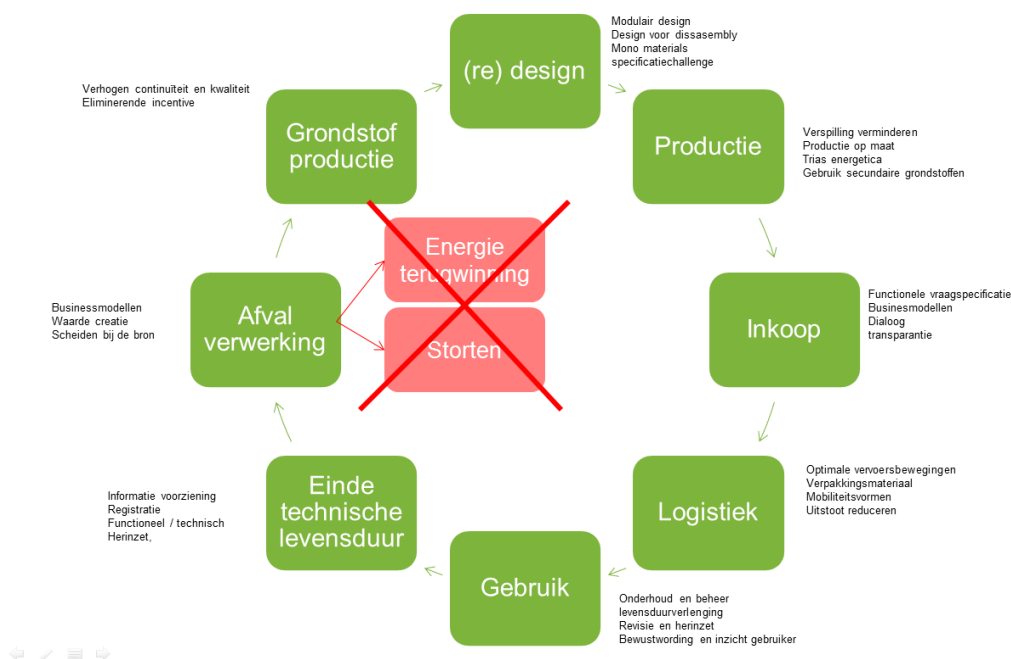 (re) design
Modulair design
Design voor dissasembly
Mono materials
specificatiechallenge
Productie
Verspilling verminderen
Productie op maat
Trias energetica
Gebruik secundaire grondstoffen
Inkoop
Functionele vraagspecificatie
Businesmodellen
Dialoog
transparantie
Logistiek
Optimale vervoersbewegingen
Verpakkingsmateriaal
Mobiliteitsvormen
Uitstoot reduceren
Gebruik
Onderhoud en beheer
levensduurverlenging
Revisie en herinzet
Bewustwording en inzicht gebruiker
Einde
technische
levensduur
Informatie voorziening
Registratie
Functioneel / technisch
Herinzet,
Afval
verwerking
Businessmodellen
Waarde creatie
Scheiden bij de bron
Energie
terugwinning
Storten
Grondstof
productie
Verhogen continuïteit en kwaliteit
Eliminerende incentive